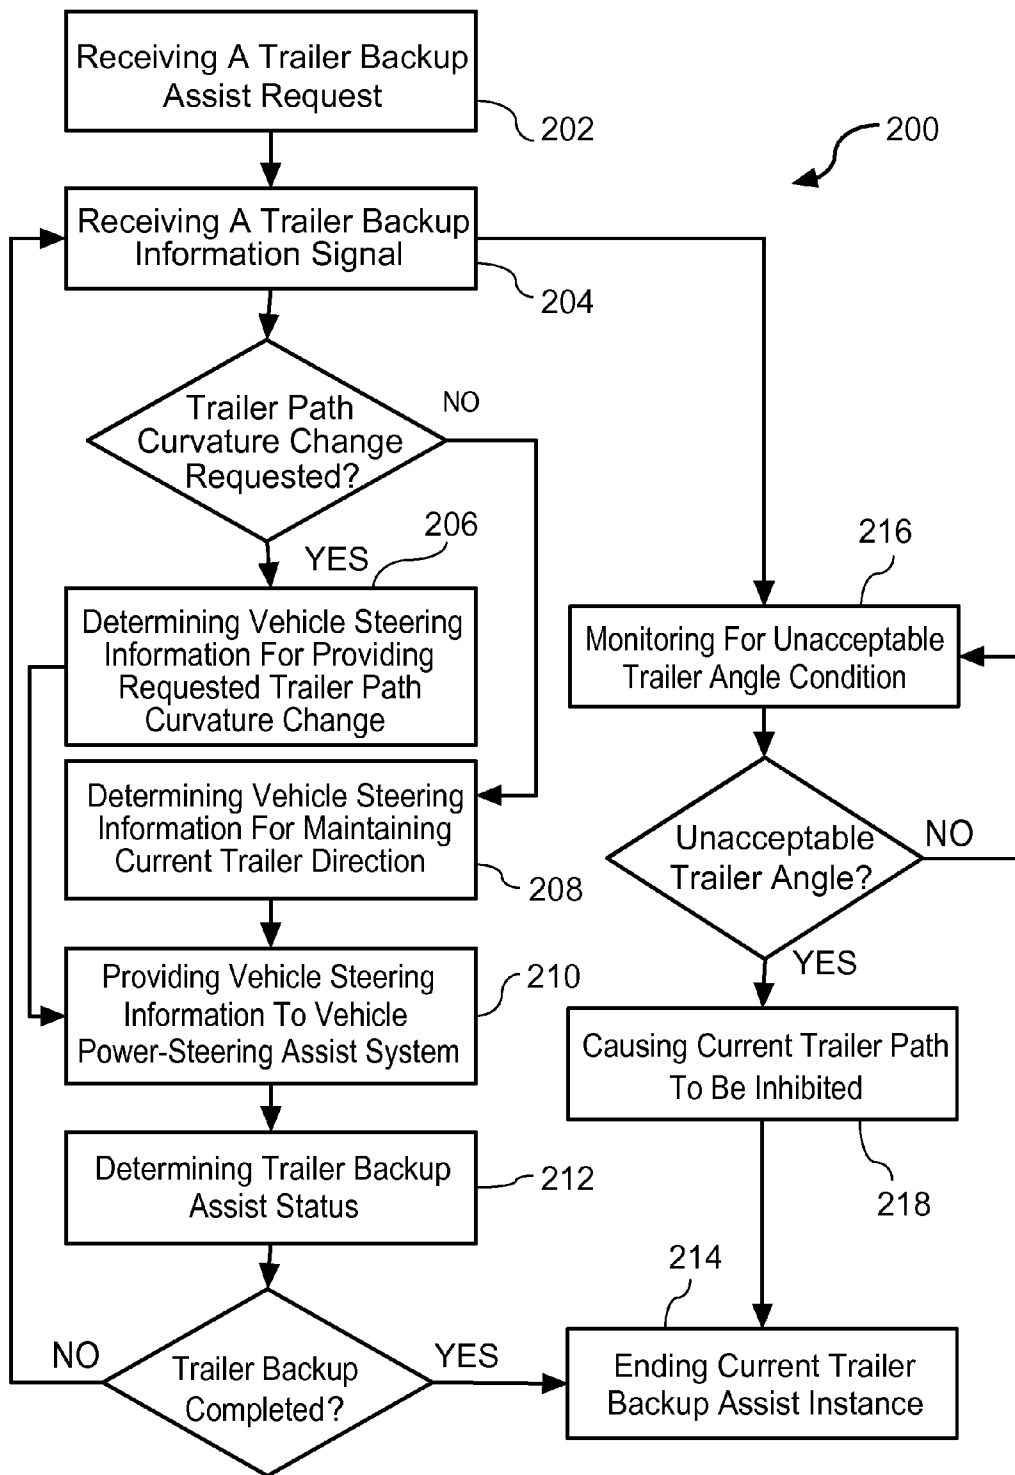 Receiving A Trailer Backup
Assist Request
202
200
Receiving A Trailer Backup
Information Signal
204
Trailer Path
Curvature Change
Requested?
NO
YES
206
Determining Vehicle Steering
Information For Providing
Requested Trailer Path
Curvature Change
Determining Vehicle Steering
Information For Maintaining
Current Trailer Direction
208
Providing Vehicle Steering
Information To Vehicle
Power-Steering Assist System
210
Determining Trailer Backup
Assist Status
212
Trailer Backup
Completed?
NO
YES
216
Monitoring For Unacceptable
Trailer Angle Condition
Unacceptable
Trailer Angle?
NO
YES
Causing Current Trailer Path
To Be Inhibited
218
214
Ending Current Trailer
Backup Assist Instance